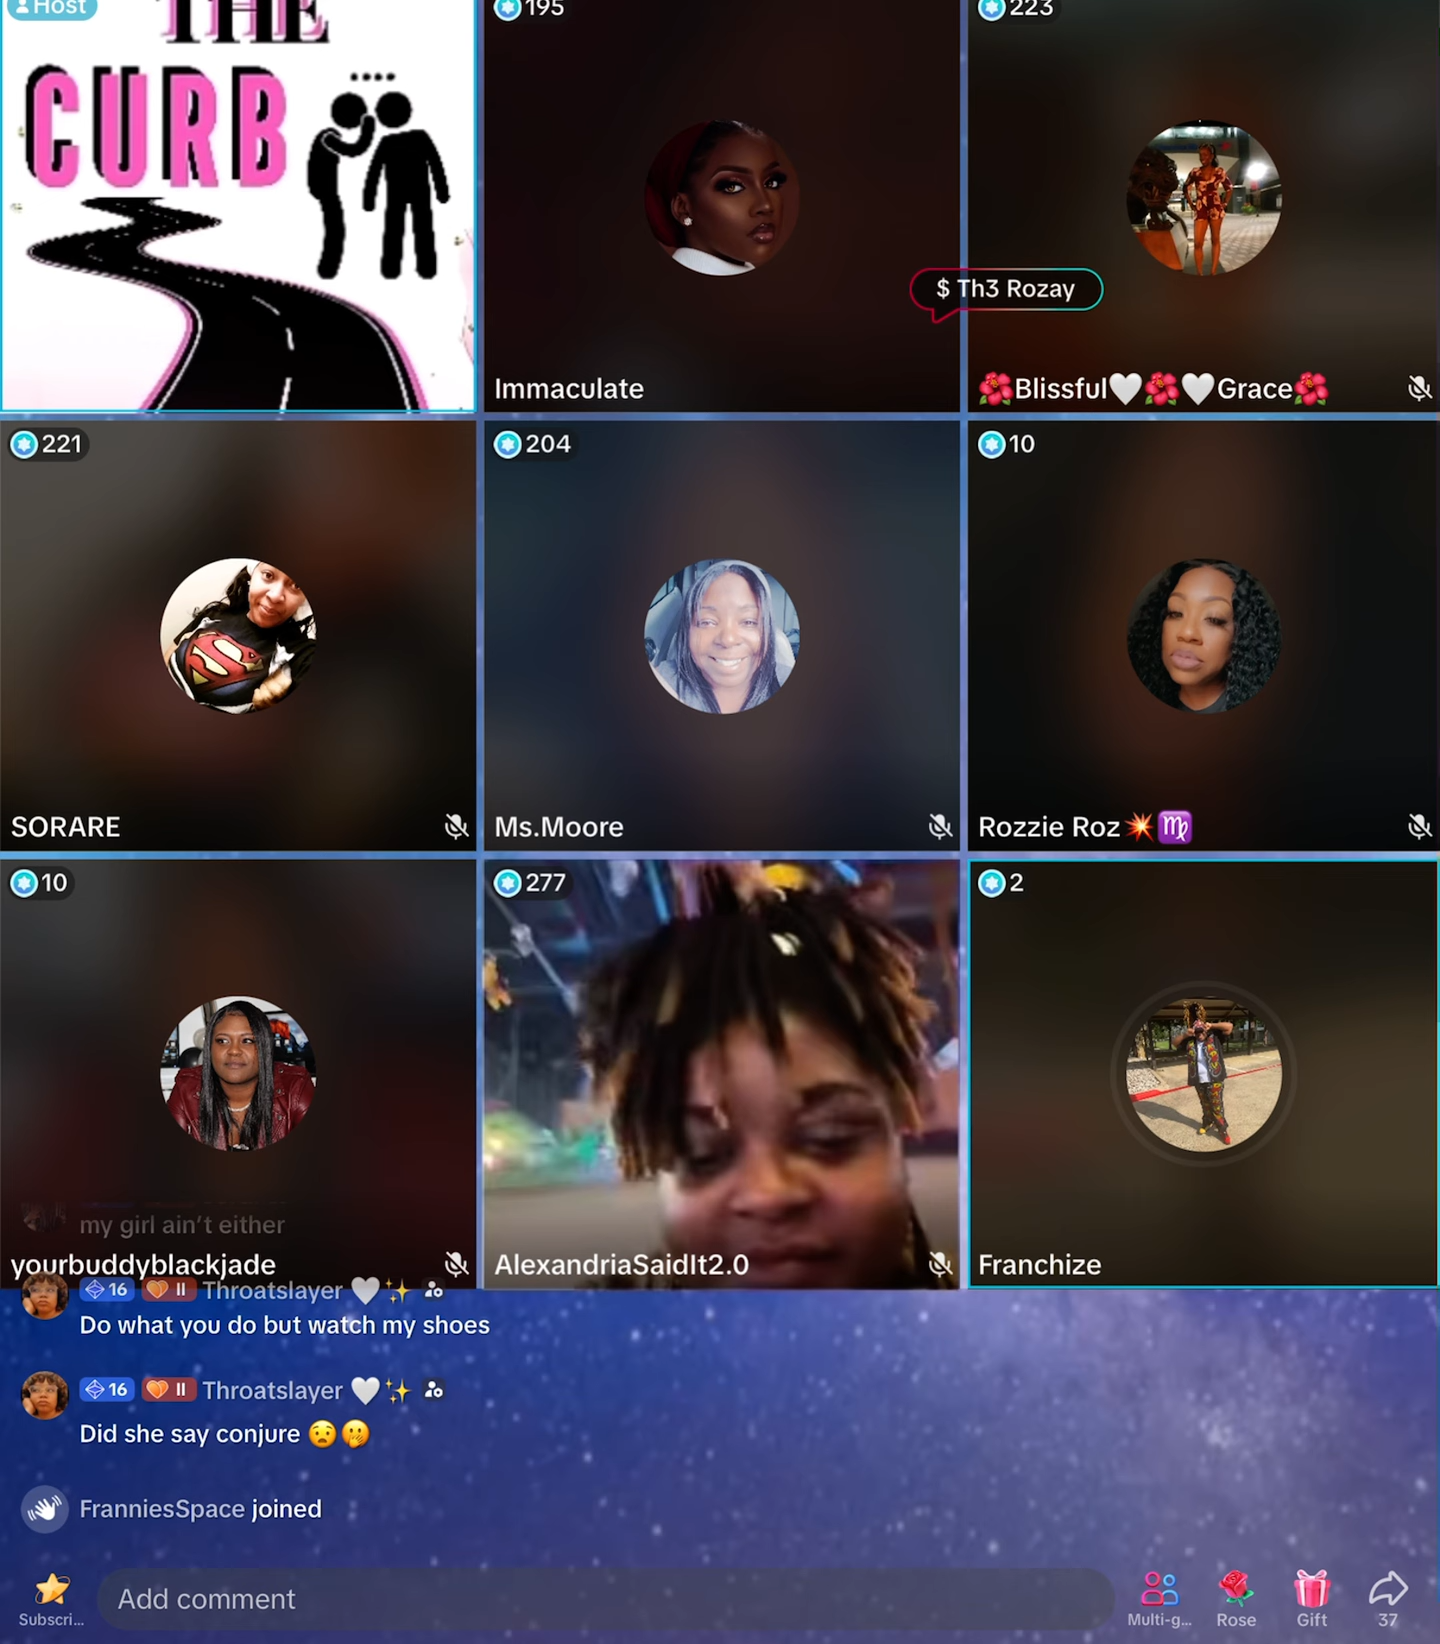 Host
THE
CURB
195
Immaculate
223
$ Th3 Rozay
🌺Blissful🤍🌺🤍Grace🌺
221
SORARE
204
Ms.Moore
10
Rozzie Roz💥♍
10
my girl ain't either
yourbuddyblackjade
277
AlexandriaSaidIt2.0
2
Franchize
16 II Throatslayer 🤍✨
Do what you do but watch my shoes
16 II Throatslayer 🤍✨
Did she say conjure 😟🫢
FranniesSpace joined
Subscri...
Add comment
Multi-g...
Rose
Gift
37